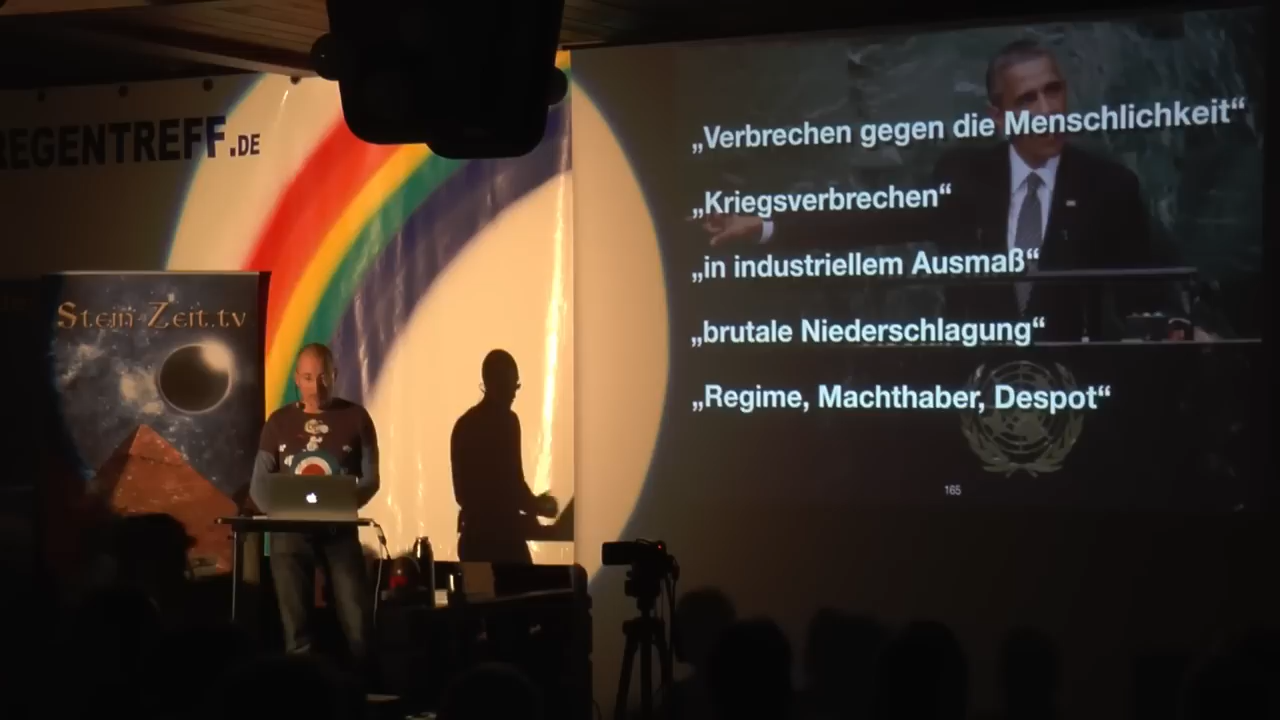 REGENTREFF.DE
Stein-Zeit.tv
„Verbrechen gegen die Menschlichkeit“
„Kriegsverbrechen“
„in industriellem Ausmaß“
„brutale Niederschlagung“
„Regime, Machthaber, Despot“
165